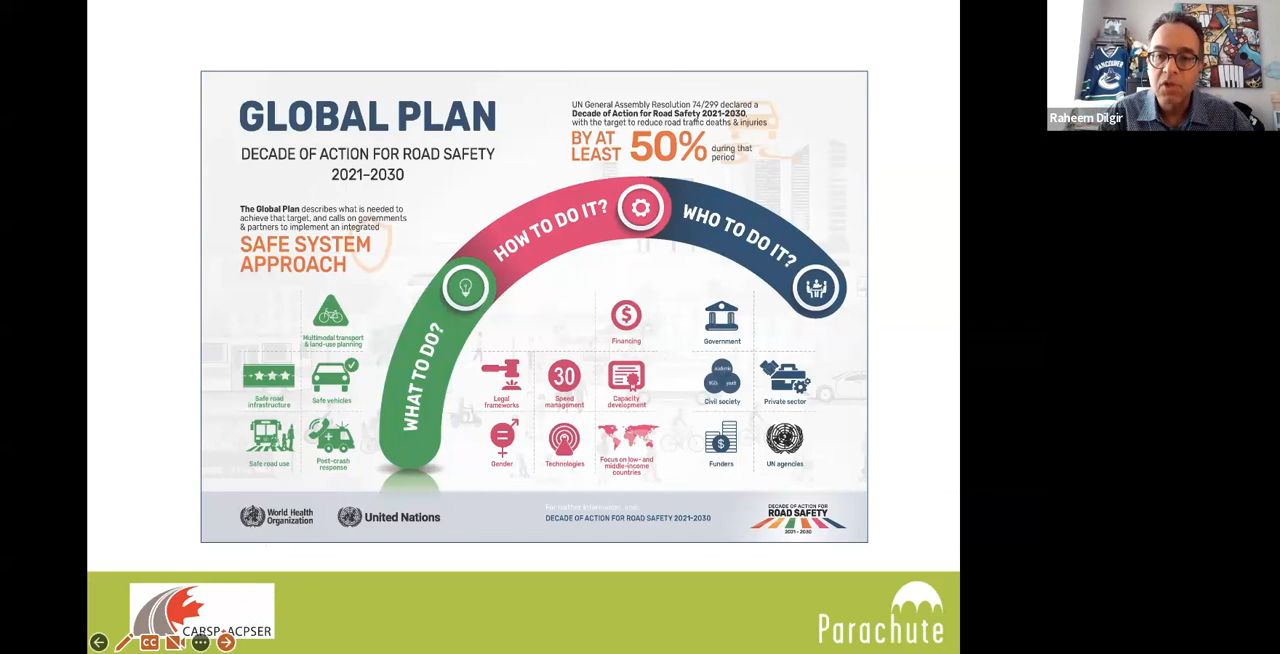 GLOBAL PLAN
DECADE OF ACTION FOR ROAD SAFETY
2021–2030
UN General Assembly Resolution 74/299 declared a
Decade of Action for Road Safety 2021-2030,
with the target to reduce road traffic deaths & injuries
BY AT
LEAST 50% during that
period
The Global Plan describes what is needed to
achieve that target, and calls on governments
& partners to implement an integrated
SAFE SYSTEM
APPROACH
WHAT TO DO?
HOW TO DO IT?
WHO TO DO IT?
Multimodal transport
& land-use planning
Safe road
infrastructure
Safe vehicles
Safe road use
Post-crash
response
Financing
Legal
frameworks
30
Speed
management
Capacity
development
Gender
Technologies
Focus on low- and
middle-income
countries
Government
academia
NGOs youth
Civil society
Private sector
Funders
UN agencies
World Health
Organization
United Nations
DECADE OF ACTION FOR ROAD SAFETY 2021-2030
DECADE OF ACTION FOR
ROAD SAFETY
2021-2030
CARSP ACPSER
CC
Parachute
VANCOUVER
Raheem Dilgir